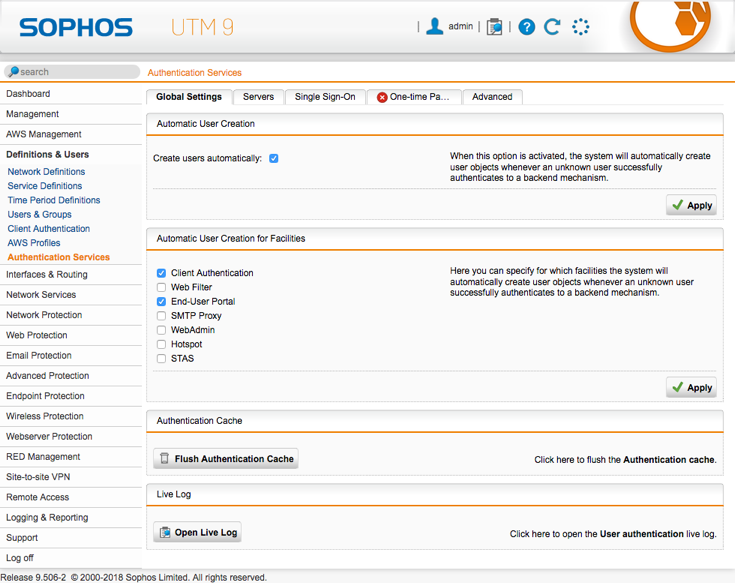 SOPHOS UTM 9
admin
search
Authentication Services
Dashboard
Management
AWS Management
Definitions & Users
Network Definitions
Service Definitions
Time Period Definitions
Users & Groups
Client Authentication
AWS Profiles
Authentication Services
Interfaces & Routing
Network Services
Network Protection
Web Protection
Email Protection
Advanced Protection
Endpoint Protection
Wireless Protection
Webserver Protection
RED Management
Site-to-site VPN
Remote Access
Logging & Reporting
Support
Log off
Global Settings Servers Single Sign-On One-time Pa... Advanced
Automatic User Creation
Create users automatically:
When this option is activated, the system will automatically create
user objects whenever an unknown user successfully
authenticates to a backend mechanism.
Apply
Automatic User Creation for Facilities
Client Authentication
Web Filter
End-User Portal
SMTP Proxy
WebAdmin
Hotspot
STAS
Here you can specify for which facilities the system will
automatically create user objects whenever an unknown user
successfully authenticates to a backend mechanism.
Apply
Authentication Cache
Flush Authentication Cache
Click here to flush the Authentication cache.
Live Log
Open Live Log
Click here to open the User authentication live log.
Release 9.506-2 © 2000-2018 Sophos Limited. All rights reserved.